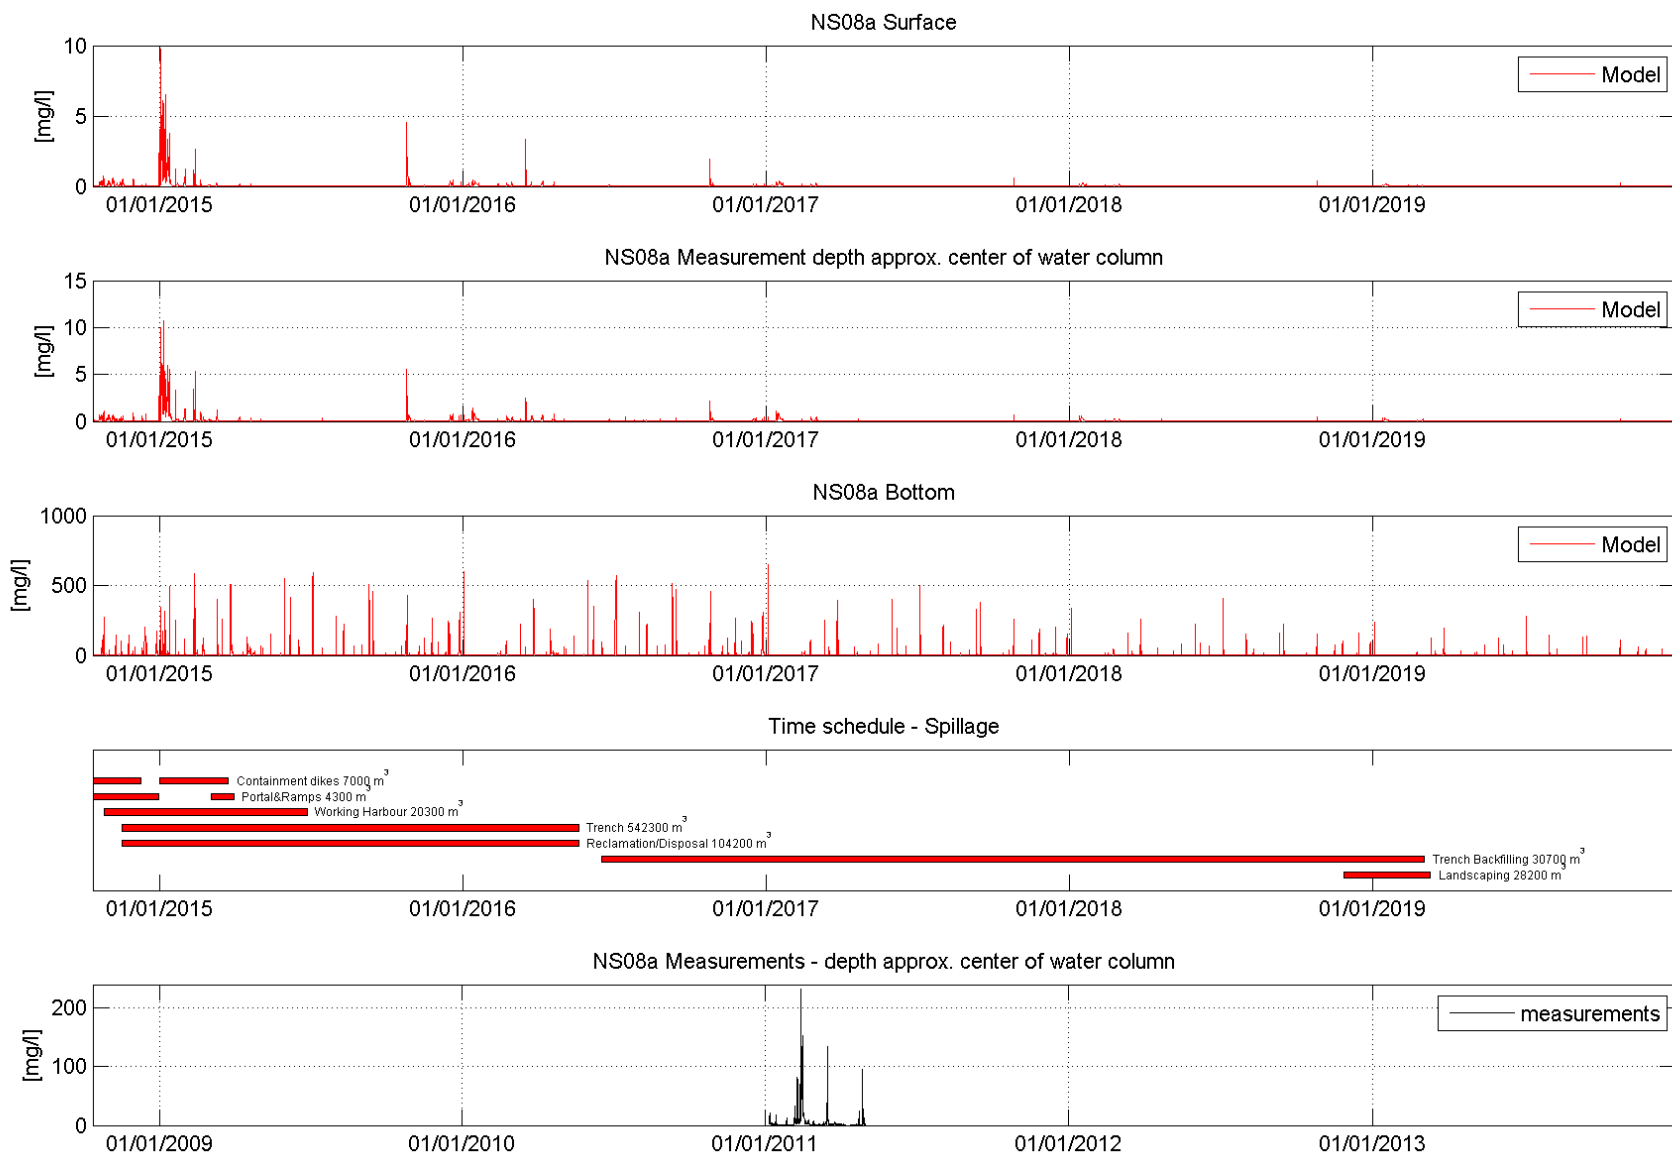 NS08a Surface
[mg/l]
10
5
0
Model
01/01/2015 01/01/2016 01/01/2017 01/01/2018 01/01/2019
NS08a Measurement depth approx. center of water column
[mg/l]
15
10
5
0
Model
01/01/2015 01/01/2016 01/01/2017 01/01/2018 01/01/2019
NS08a Bottom
[mg/l]
1000
500
0
Model
01/01/2015 01/01/2016 01/01/2017 01/01/2018 01/01/2019
Time schedule - Spillage
Containment dikes 7000 m³
Portal&Ramps 4300 m³
Working Harbour 20300 m³
Trench 542300 m³
Reclamation/Disposal 104200 m³
Trench Backfilling 30700 m³
Landscaping 28200 m³
01/01/2015 01/01/2016 01/01/2017 01/01/2018 01/01/2019
NS08a Measurements - depth approx. center of water column
[mg/l]
200
100
0
measurements
01/01/2009 01/01/2010 01/01/2011 01/01/2012 01/01/2013